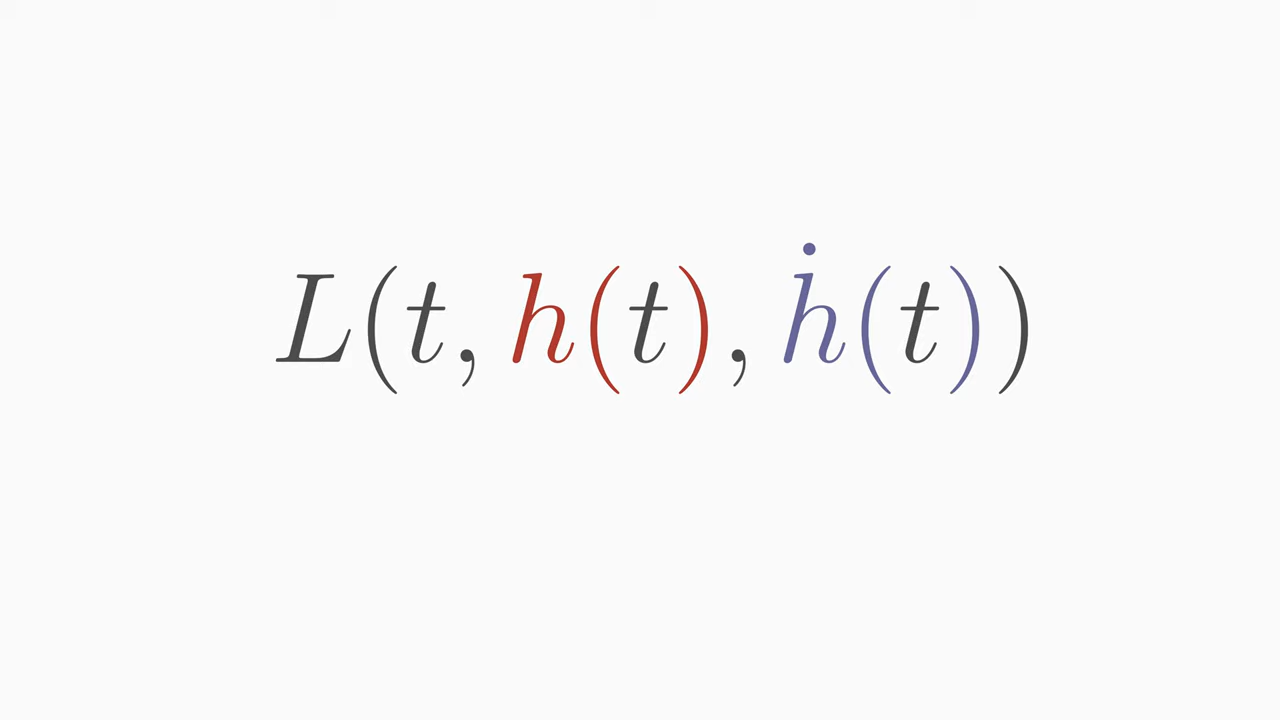 L(t, h(t), ḣ(t))